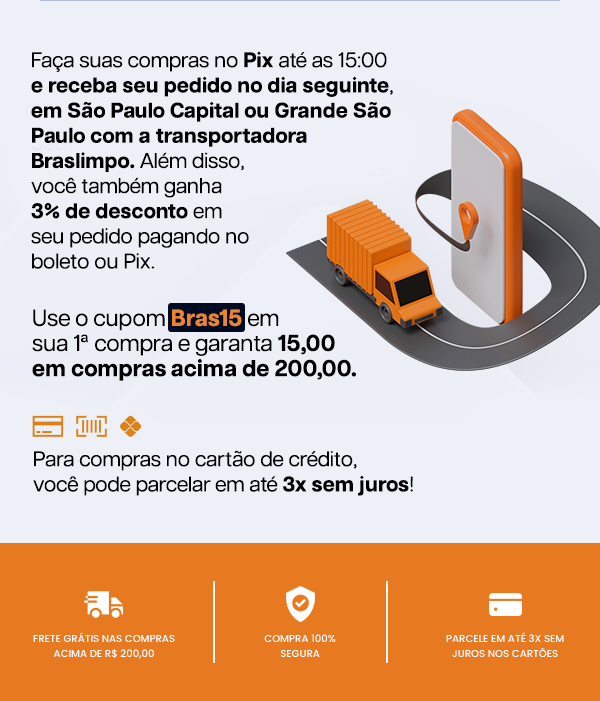 Faça suas compras no Pix até as 15:00
e receba seu pedido no dia seguinte,
em São Paulo Capital ou Grande São
Paulo com a transportadora
Braslimpo. Além disso,
você também ganha
3% de desconto em
seu pedido pagando no
boleto ou Pix.
Use o cupom Bras15 em
sua 1ª compra e garanta 15,00
em compras acima de 200,00.
Para compras no cartão de crédito,
você pode parcelar em até 3x sem juros!
FRETE GRÁTIS NAS COMPRAS
ACIMA DE R$ 200,00
COMPRA 100%
SEGURA
PARCELE EM ATÉ 3X SEM
JUROS NOS CARTÕES